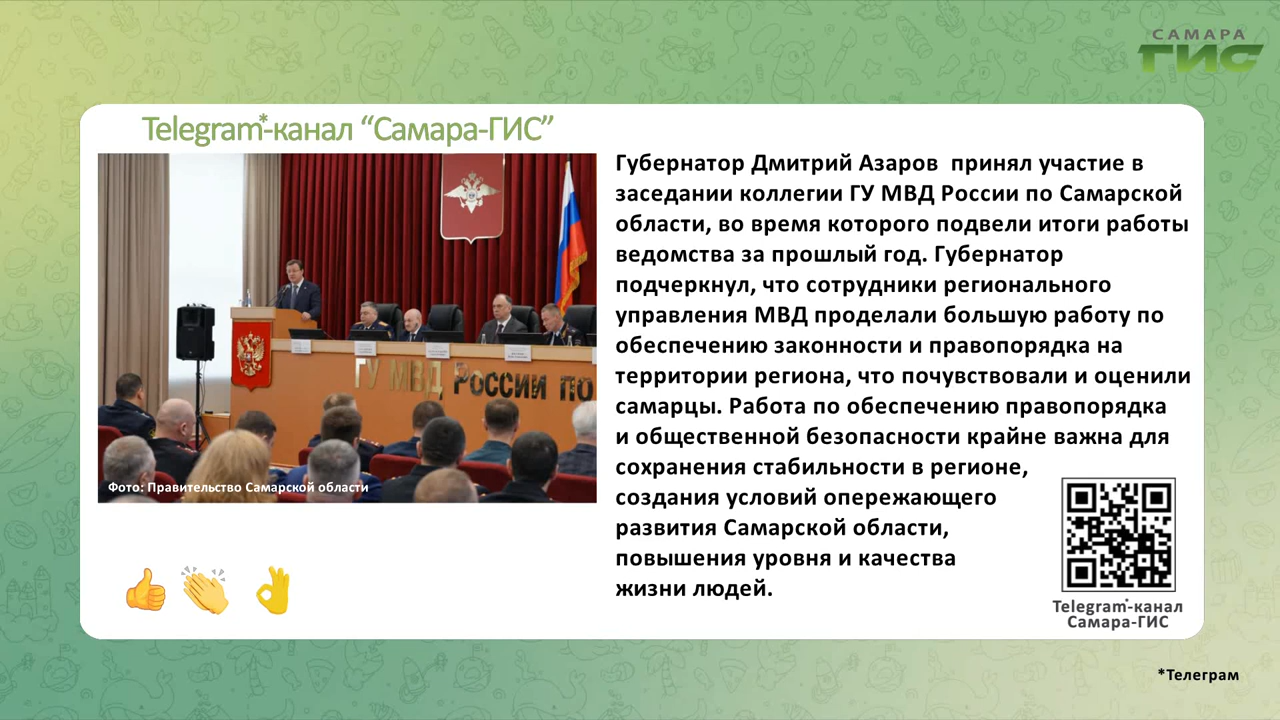 САМАРА
ГИС
Telegram*-канал “Самара-ГИС”
Губернатор Дмитрий Азаров принял участие в
заседании коллегии ГУ МВД России по Самарской
области, во время которого подвели итоги работы
ведомства за прошлый год. Губернатор
подчеркнул, что сотрудники регионального
управления МВД проделали большую работу по
обеспечению законности и правопорядка на
территории региона, что почувствовали и оценили
самарцы. Работа по обеспечению правопорядка
и общественной безопасности крайне важна для
сохранения стабильности в регионе,
создания условий опережающего
развития Самарской области,
повышения уровня и качества
жизни людей.
ГУ МВД РОССИИ ПО
Фото: Правительство Самарской области
Telegram*-канал
Самара-ГИС
*Телеграм